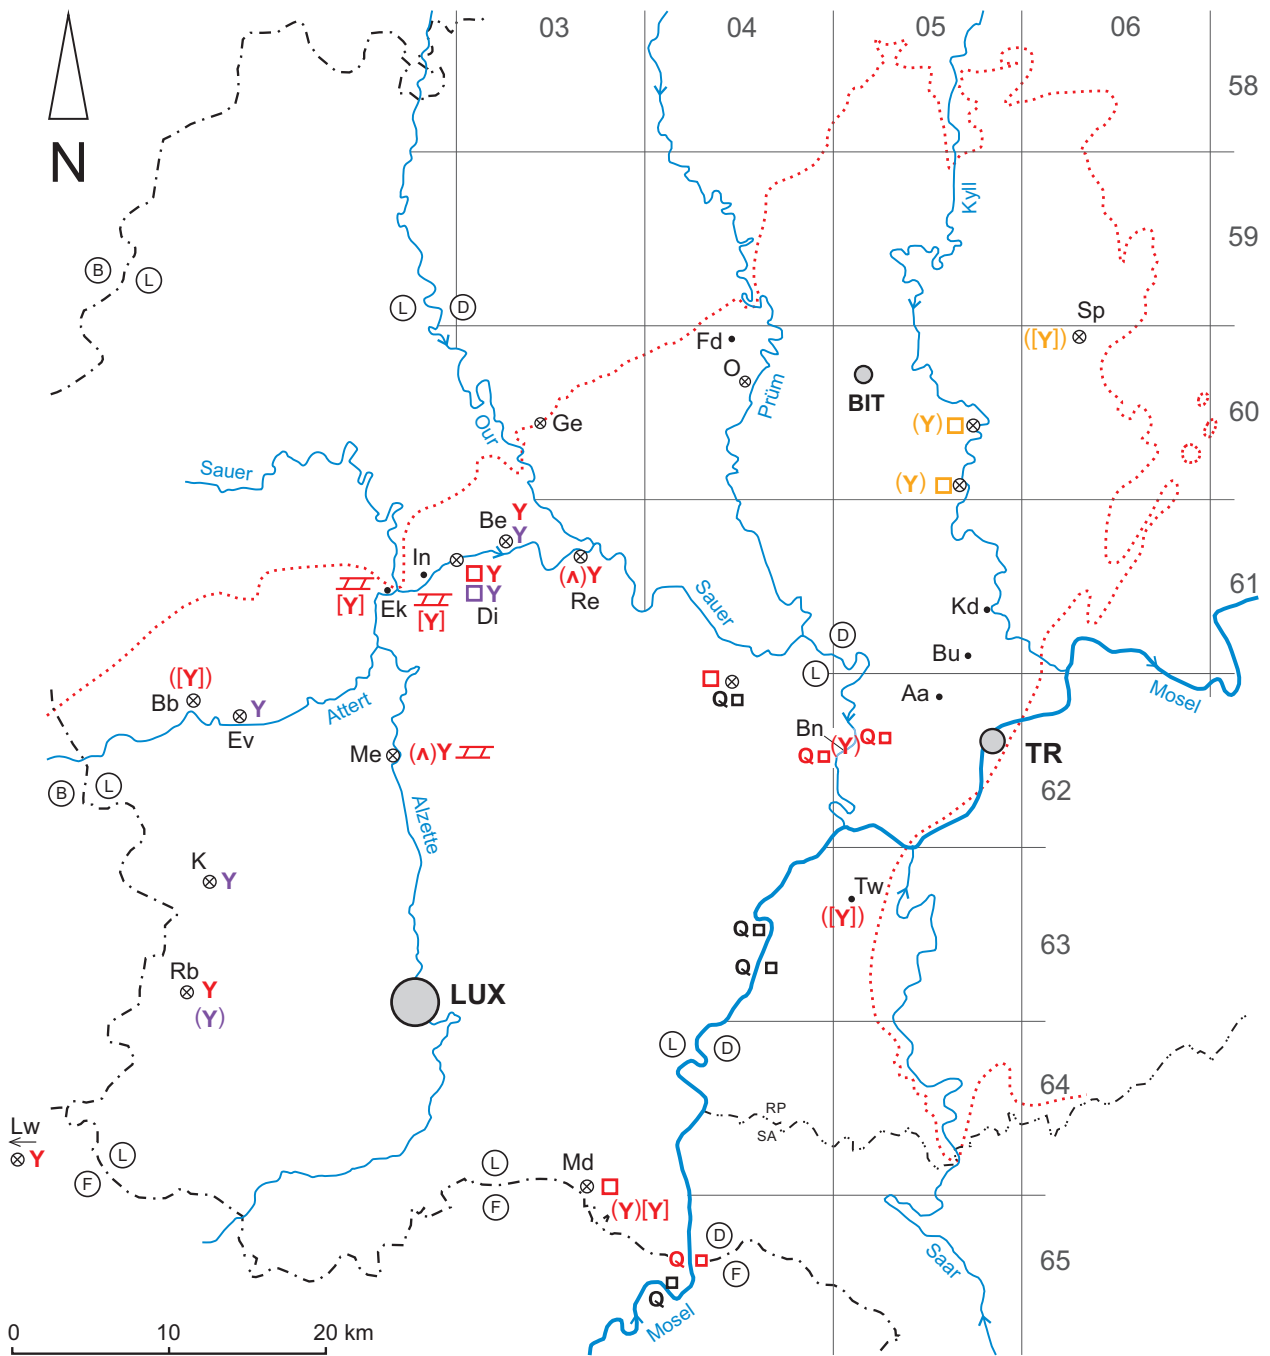 03 04 05 06
58
N
Kyll
59
B L
L D
Sp
([Y])
Fd
O
Prüm
BIT
60
Our
Ge
(Y)
Sauer
(Y)
Y
Be Y
In
Y
(ʌ)Y
[Y] Ek [Y] Y
Di
Re
61
Sauer
Kd
D
Bu
L
([Y])
Bb
Y
Attert
Ev
Q
Aa
Mosel
Bn
Q
(Y)
Q
Me (ʌ)Y
TR
B L
62
Alzette
K Y
Tw
([Y])
Q
63
Q
Rb Y
(Y)
LUX
L D
64
RP
SA
Lw
Y
L
F
L
F
Md
(Y)[Y]
D
Q
F
65
Saar
Q
Mosel
0 10 20 km